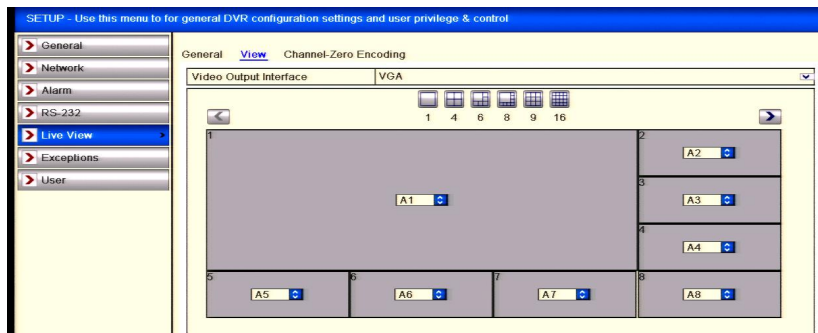 SETUP - Use this menu to for general DVR configuration settings and user privilege & control
General
Network
Alarm
RS-232
Live View
Exceptions
User
General View Channel-Zero Encoding
Video Output Interface VGA
1 4 6 8 9 16
1 A1
2 A2
3 A3
4 A4
5 A5
6 A6
7 A7
8 A8